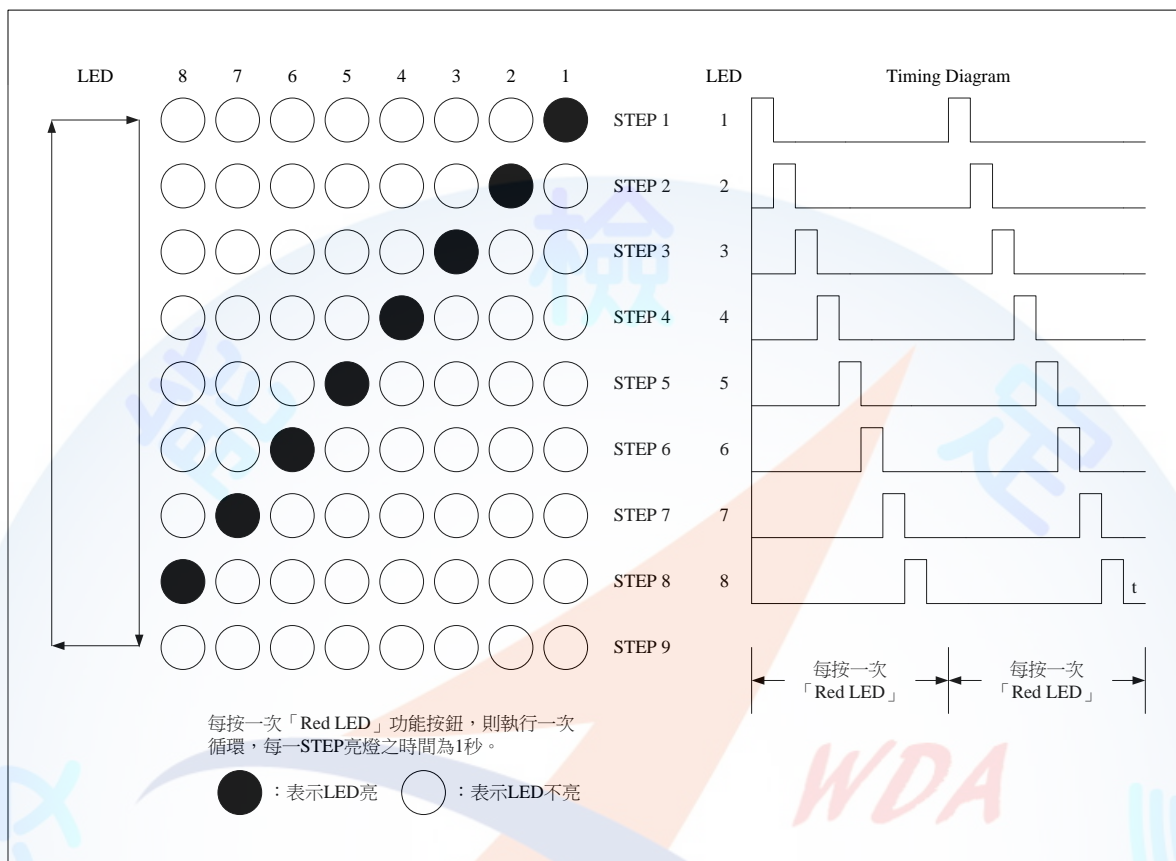 LED 8 7 6 5 4 3 2 1 LED Timing Diagram
STEP 1 1
STEP 2 2
STEP 3 3
STEP 4 4
STEP 5 5
STEP 6 6
STEP 7 7
STEP 8 8 t
STEP 9
每按一次 每按一次
「Red LED」 「Red LED」
每按一次「Red LED」功能按鈕，則執行一次
循環，每一STEP亮燈之時間為1秒。
：表示LED亮 ：表示LED不亮
技 能 檢 定
WDA